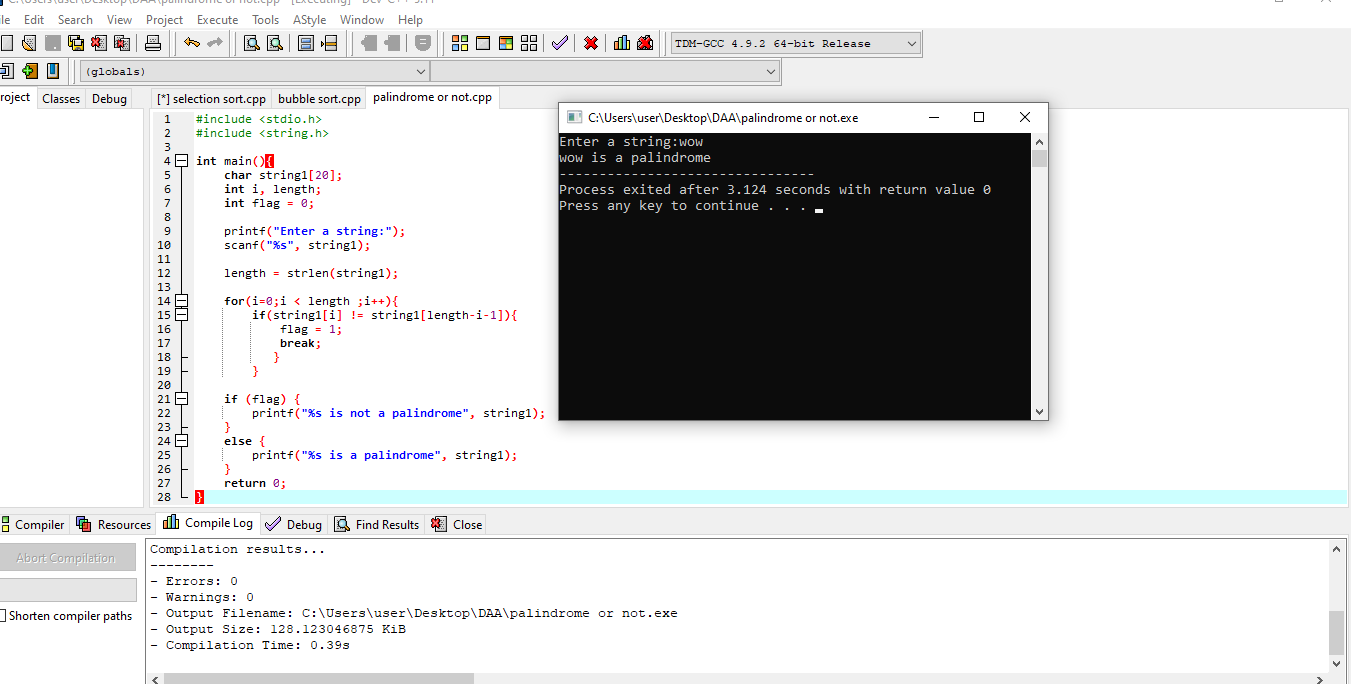 C:\Users\user\Desktop\DAA\palindrome or not.cpp - [Executing] - Dev-C++ 5.11
ile Edit Search View Project Execute Tools AStyle Window Help
TDM-GCC 4.9.2 64-bit Release
(globals)
roject Classes Debug
[*] selection sort.cpp bubble sort.cpp palindrome or not.cpp
1 #include <stdio.h>
2 #include <string.h>
3
4 int main(){
5 char string1[20];
6 int i, length;
7 int flag = 0;
8
9 printf("Enter a string:");
10 scanf("%s", string1);
11
12 length = strlen(string1);
13
14 for(i=0;i < length ;i++){
15 if(string1[i] != string1[length-i-1]){
16 flag = 1;
17 break;
18 }
19 }
20
21 if (flag) {
22 printf("%s is not a palindrome", string1);
23 }
24 else {
25 printf("%s is a palindrome", string1);
26 }
27 return 0;
28 }
C:\Users\user\Desktop\DAA\palindrome or not.exe
Enter a string:wow
wow is a palindrome
--------------------------------
Process exited after 3.124 seconds with return value 0
Press any key to continue . . .
Compiler Resources Compile Log Debug Find Results Close
Abort Compilation
Shorten compiler paths
Compilation results...
--------
- Errors: 0
- Warnings: 0
- Output Filename: C:\Users\user\Desktop\DAA\palindrome or not.exe
- Output Size: 128.123046875 KiB
- Compilation Time: 0.39s